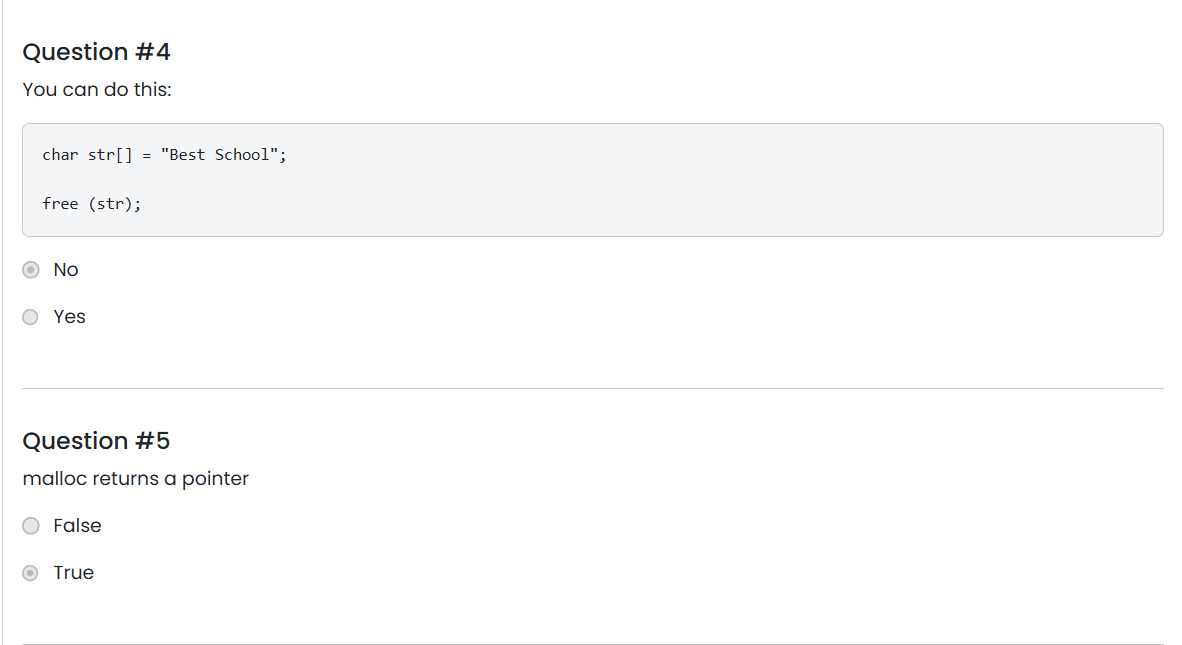 Question #4
You can do this:
char str[] = "Best School";
free (str);
No
Yes
Question #5
malloc returns a pointer
False
True